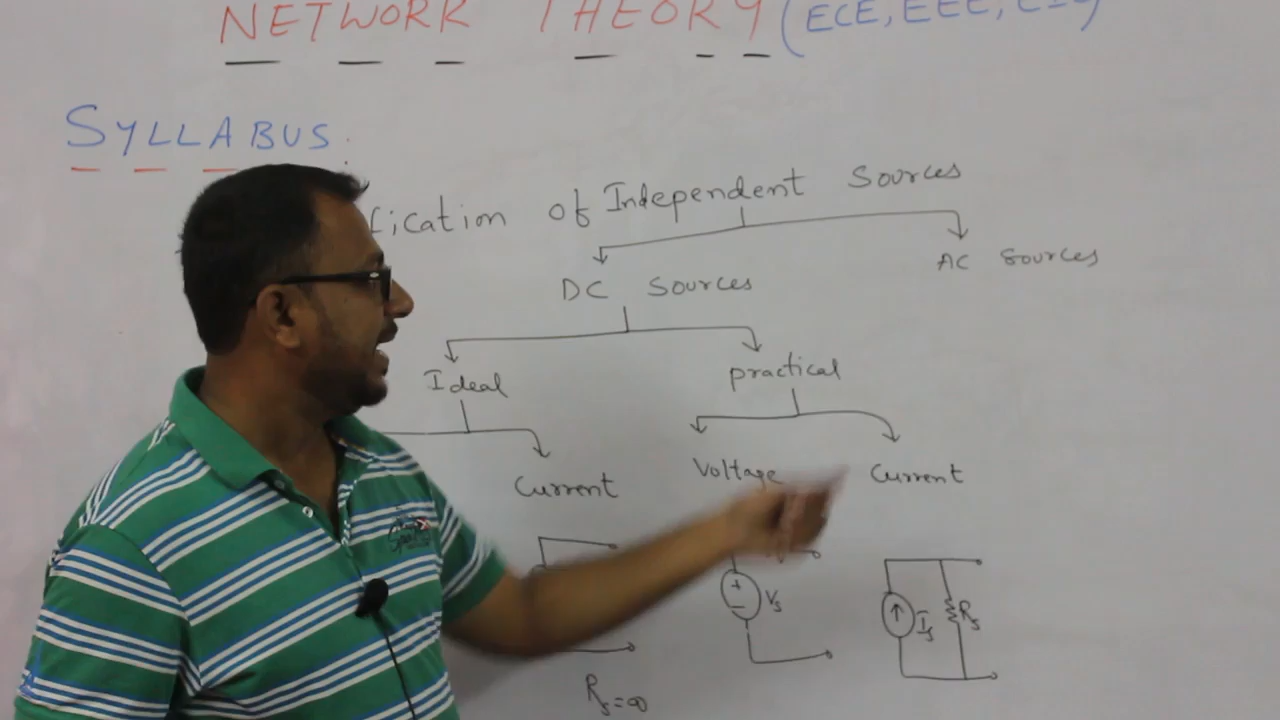 NETWORK THEORY (ECE, EEE,
SYLLABUS:
fication of Independent Sources
DC Sources
AC Sources
Ideal
practical
Current
Voltage
Current
+
-
Vs
Is
Rs
Rs=∞